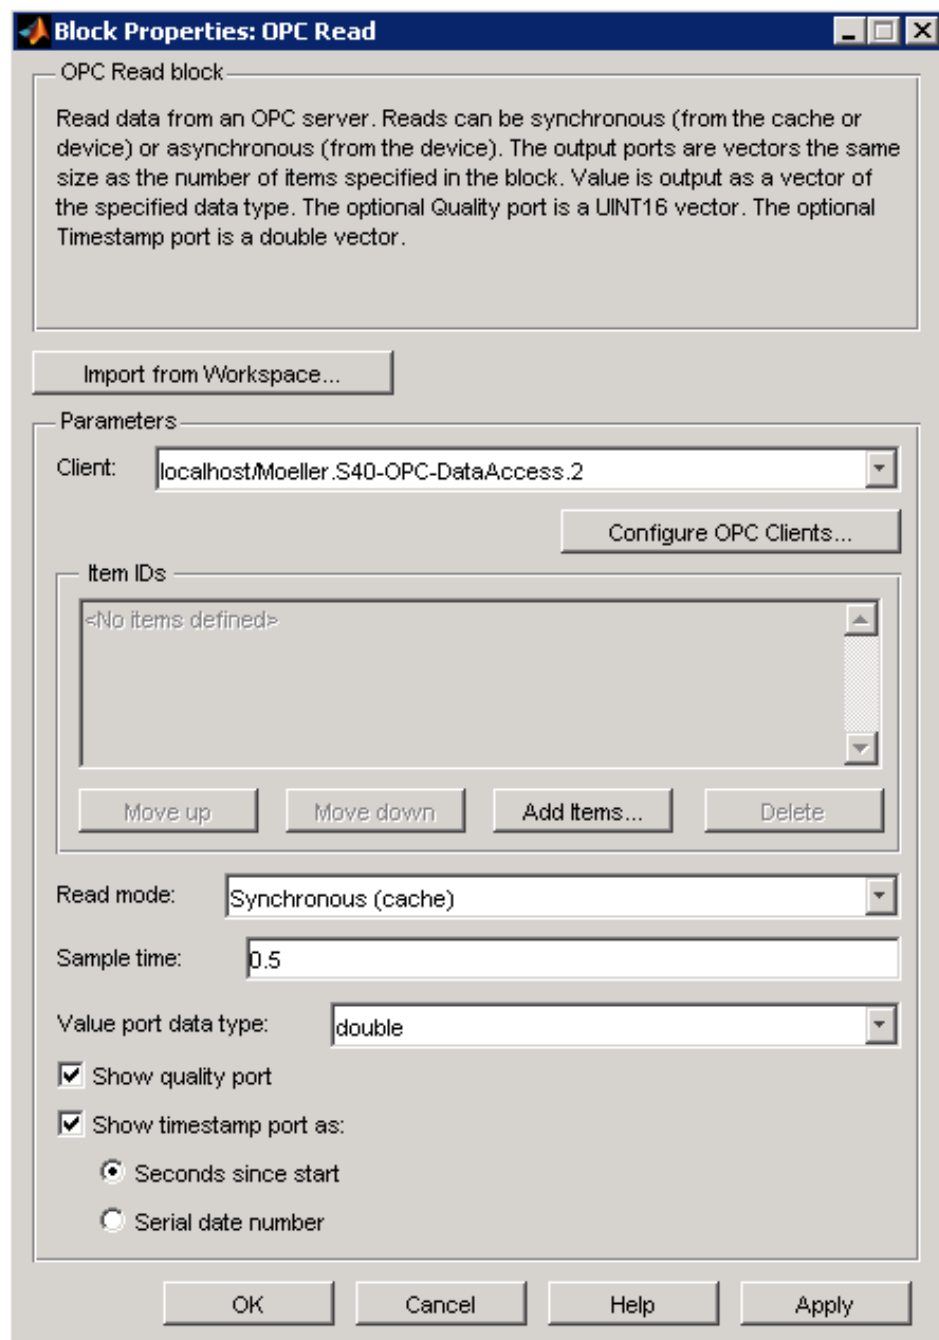 Block Properties: OPC Read
OPC Read block
Read data from an OPC server. Reads can be synchronous (from the cache or
device) or asynchronous (from the device). The output ports are vectors the same
size as the number of items specified in the block. Value is output as a vector of
the specified data type. The optional Quality port is a UINT16 vector. The optional
Timestamp port is a double vector.
Import from Workspace...
Parameters
Client: localhost/Moeller.S40-OPC-DataAccess.2
Configure OPC Clients...
Item IDs
<No items defined>
Move up Move down Add Items... Delete
Read mode: Synchronous (cache)
Sample time: 0.5
Value port data type: double
Show quality port
Show timestamp port as:
Seconds since start
Serial date number
OK Cancel Help Apply